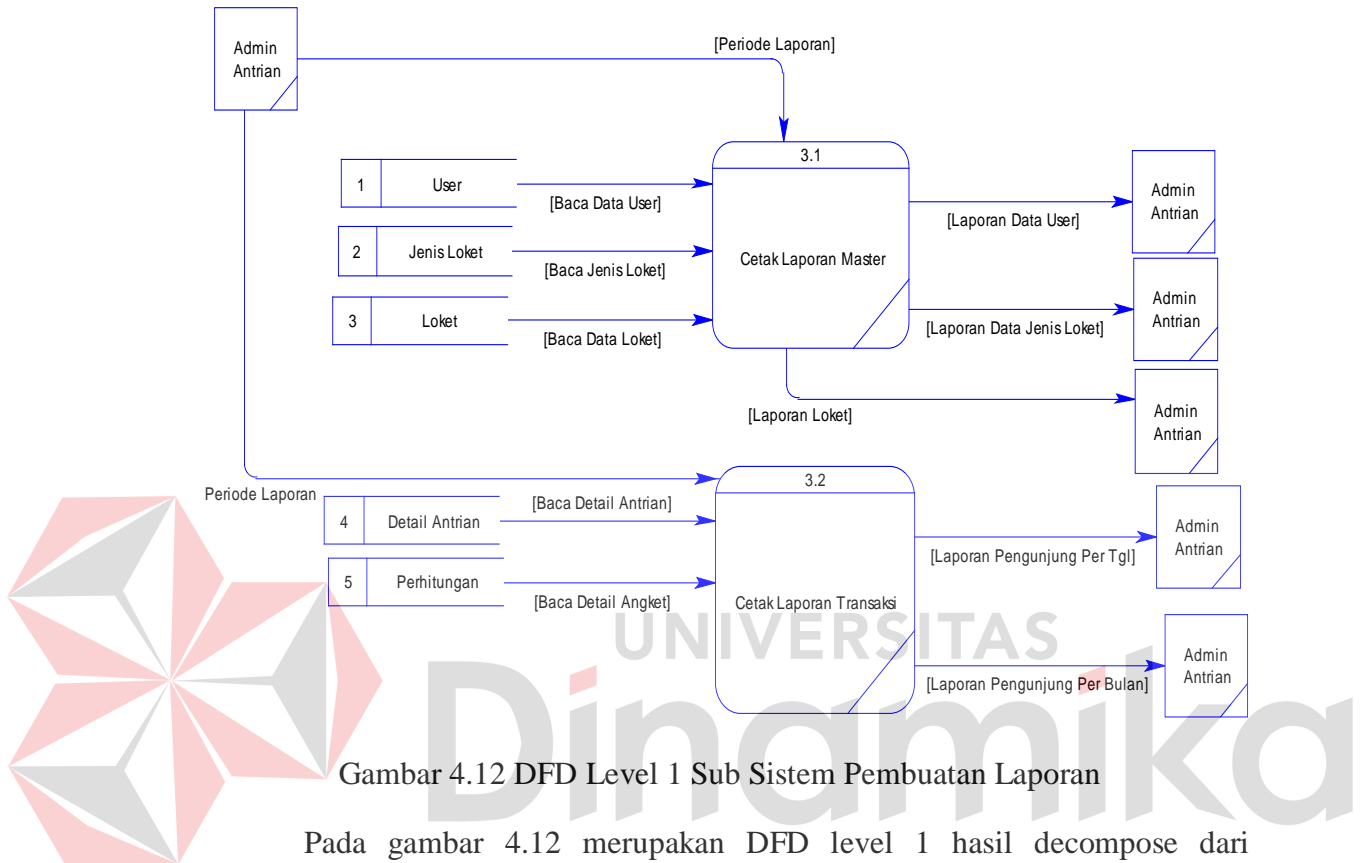 Admin
Antrian
[Periode Laporan]
3.1
1 User
[Baca Data User]
2 Jenis Loket
[Baca Jenis Loket]
3 Loket
[Baca Data Loket]
Cetak Laporan Master
[Laporan Data User]
Admin
Antrian
[Laporan Data Jenis Loket]
Admin
Antrian
[Laporan Loket]
Admin
Antrian
Periode Laporan
3.2
4 Detail Antrian
[Baca Detail Antrian]
5 Perhitungan
[Baca Detail Angket]
Cetak Laporan Transaksi
[Laporan Pengunjung Per Tgl]
Admin
Antrian
[Laporan Pengunjung Per Bulan]
Admin
Antrian
UNIVERSITAS
Dinamika
Gambar 4.12 DFD Level 1 Sub Sistem Pembuatan Laporan
Pada gambar 4.12 merupakan DFD level 1 hasil decompose dari